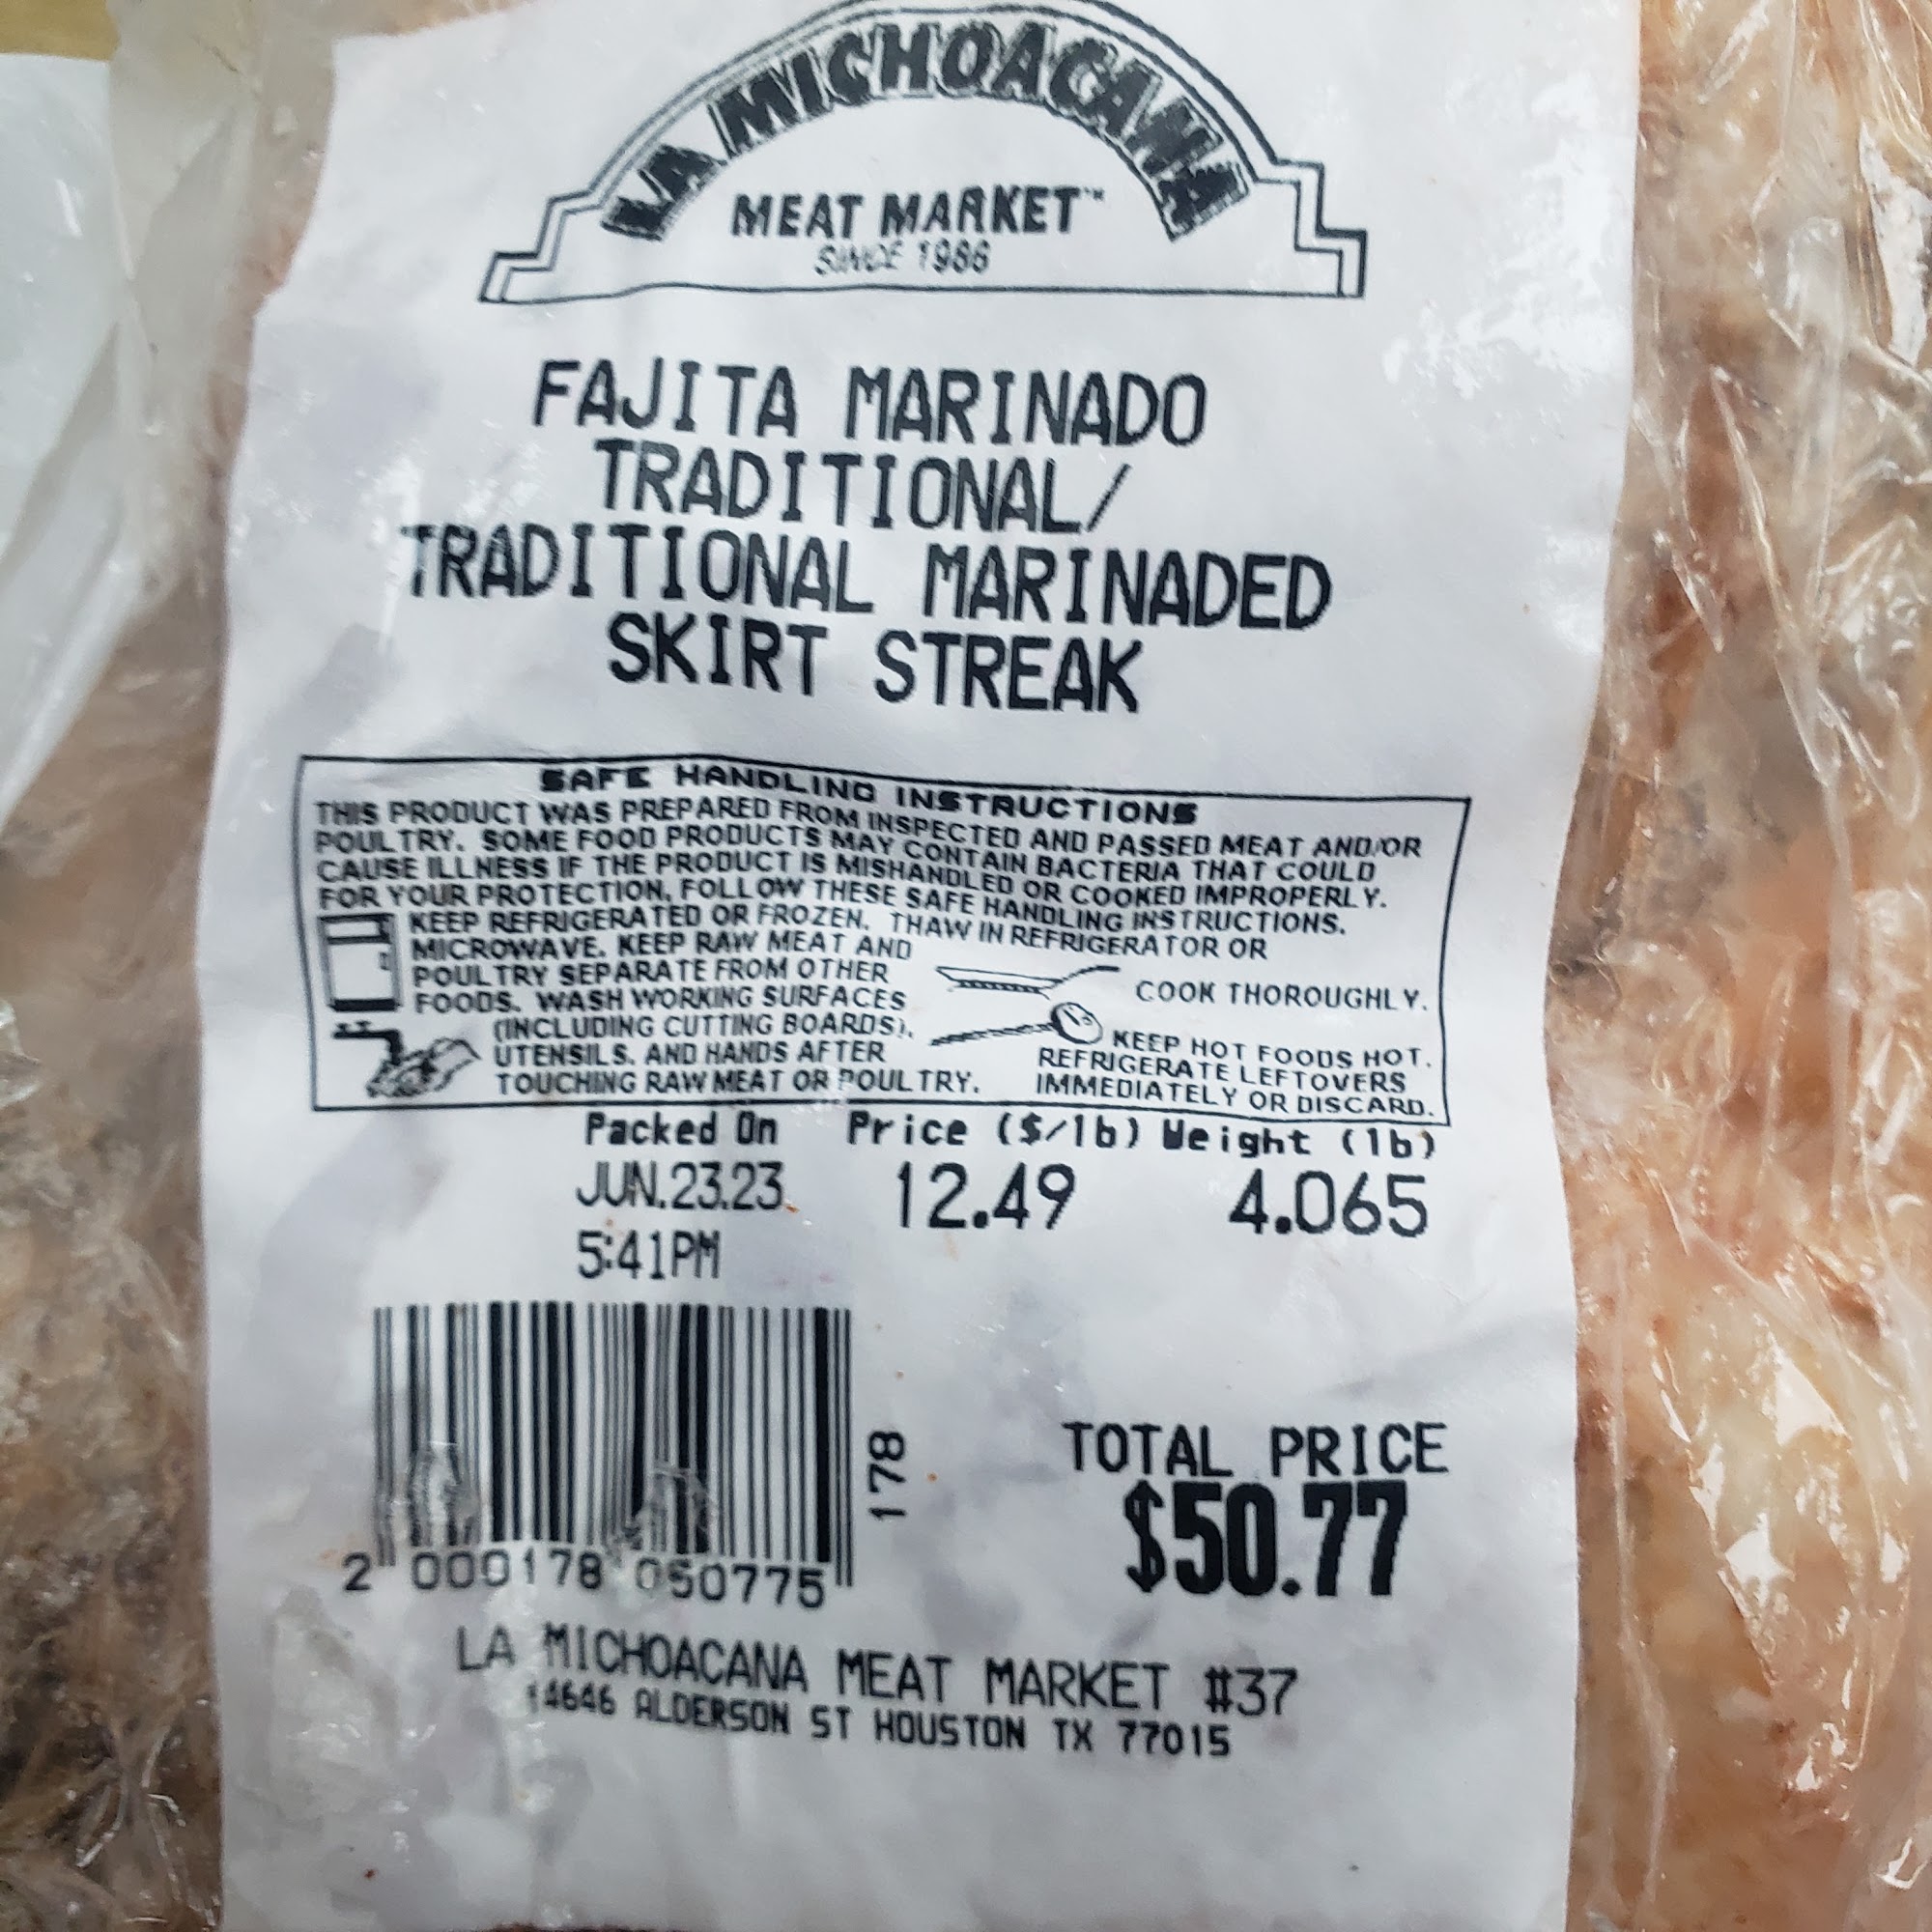 LA MICHOACANA
MEAT MARKET™
SINCE 1986
FAJITA MARINADO
TRADITIONAL/
TRADITIONAL MARINADED
SKIRT STREAK
SAFE HANDLING INSTRUCTIONS
THIS PRODUCT WAS PREPARED FROM INSPECTED AND PASSED MEAT AND/OR
POULTRY. SOME FOOD PRODUCTS MAY CONTAIN BACTERIA THAT COULD
CAUSE ILLNESS IF THE PRODUCT IS MISHANDLED OR COOKED IMPROPERLY.
FOR YOUR PROTECTION, FOLLOW THESE SAFE HANDLING INSTRUCTIONS.
KEEP REFRIGERATED OR FROZEN. THAW IN REFRIGERATOR OR
MICROWAVE. KEEP RAW MEAT AND
POULTRY SEPARATE FROM OTHER
FOODS. WASH WORKING SURFACES
(INCLUDING CUTTING BOARDS),
UTENSILS, AND HANDS AFTER
TOUCHING RAW MEAT OR POULTRY.
COOK THOROUGHLY.
KEEP HOT FOODS HOT.
REFRIGERATE LEFTOVERS
IMMEDIATELY OR DISCARD.
Packed On Price ($/lb) Weight (lb)
JUN.23.23 12.49 4.065
5:41PM
178
TOTAL PRICE
$50.77
2 000178 050775
LA MICHOACANA MEAT MARKET #37
14646 ALDERSON ST HOUSTON TX 77015